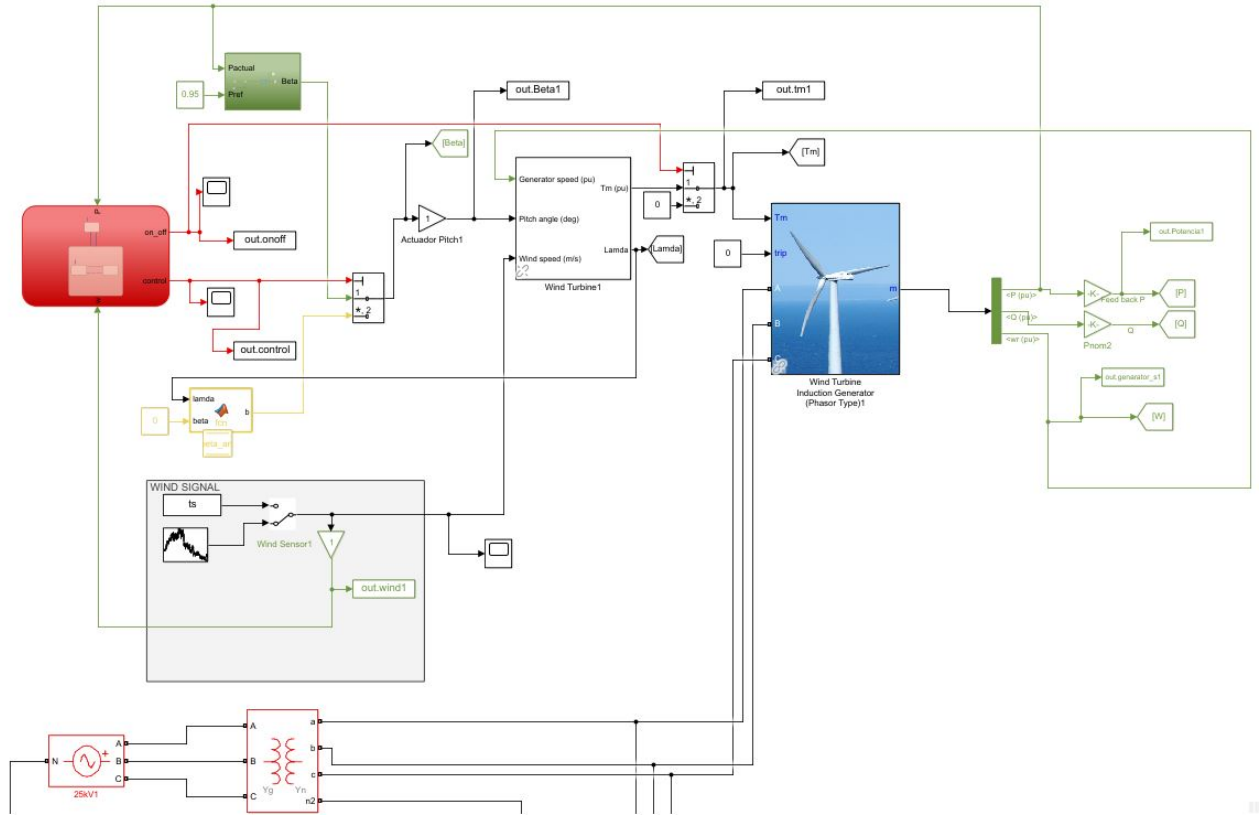 Pactual
Beta
Pref
0.95
out.Beta1
out.tm1
[Beta]
[Tm]
Generator speed (pu)
Tm (pu)
1
*, 2
0
Pitch angle (deg)
Lamda
[Lamda]
Wind speed (m/s)
Wind Turbine1
1
Actuador Pitch1
on_off
out.onoff
control
1
*, 2
out.control
Tm
0
trip
A
B
C
m
Wind Turbine
Induction Generator
(Phasor Type)1
<P (pu)>
<Q (pu)>
<wr (pu)>
out.Potencia1
-K-
Feed back P
[P]
-K-
Q
[Q]
Pnom2
out.genarator_s1
[W]
lamda
beta
b
fcn
0
WIND SIGNAL
ts
Wind Sensor1
1
out.wind1
N
A
B
C
25kV1
A
B
C
Yg
Yn
a
b
c
n2